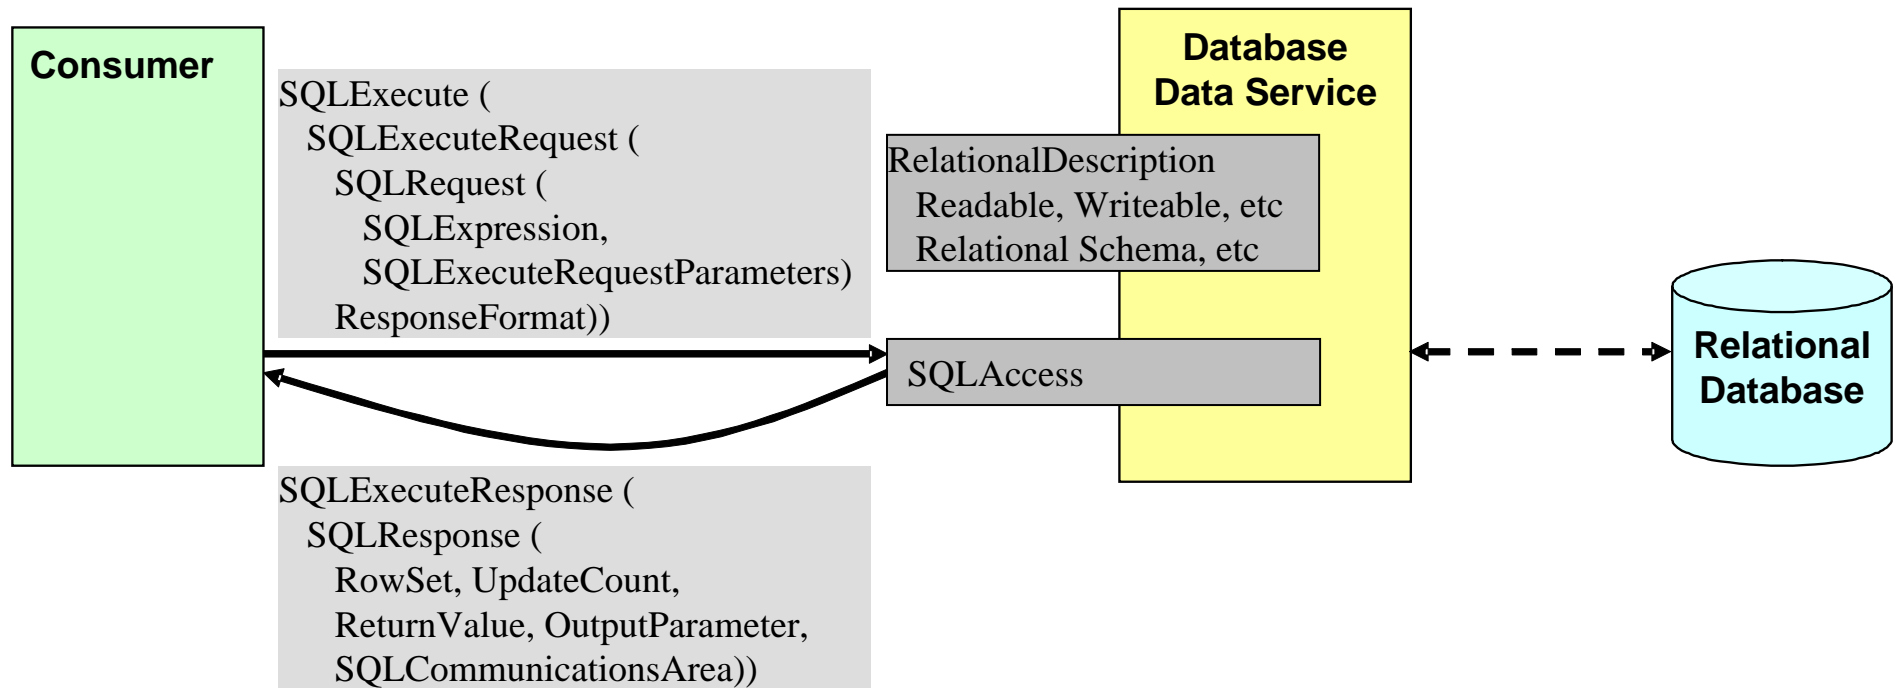 Consumer
SQLExecute (
SQLExecuteRequest (
SQLRequest (
SQLExpression,
SQLExecuteRequestParameters)
ResponseFormat))
Database
Data Service
RelationalDescription
Readable, Writeable, etc
Relational Schema, etc
SQLAccess
Relational
Database
SQLExecuteResponse (
SQLResponse (
RowSet, UpdateCount,
ReturnValue, OutputParameter,
SQLCommunicationsArea))